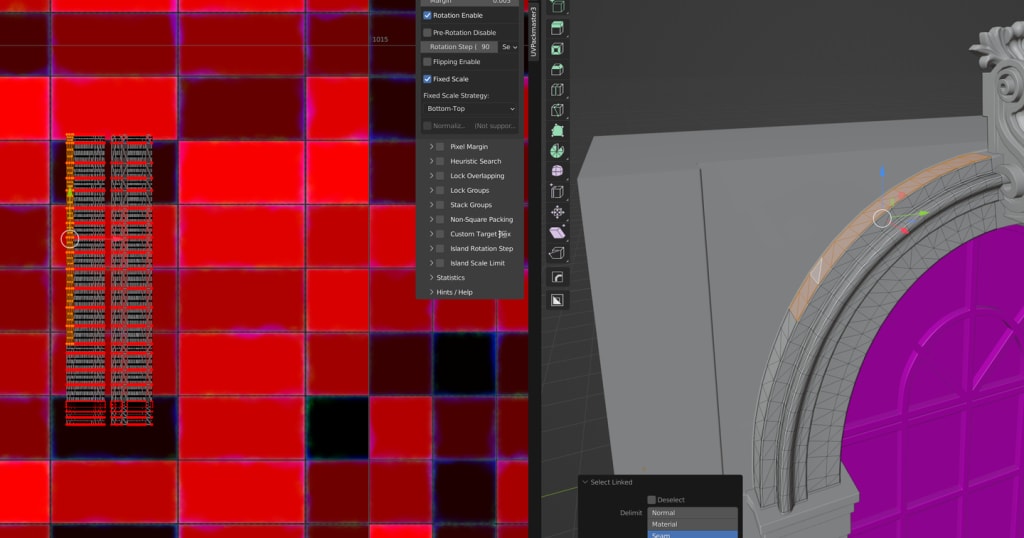 Margin 0.005
Rotation Enable
Pre-Rotation Disable
Rotation Step ( 90 Se
Flipping Enable
Fixed Scale
Fixed Scale Strategy:
Bottom-Top
Normaliz... (Not suppor...
Pixel Margin
Heuristic Search
Lock Overlapping
Lock Groups
Stack Groups
Non-Square Packing
Custom Target Box
Island Rotation Step
Island Scale Limit
Statistics
Hints / Help
UVPackmaster3
1015
Select Linked
Deselect
Delimit Normal
Material
Seam